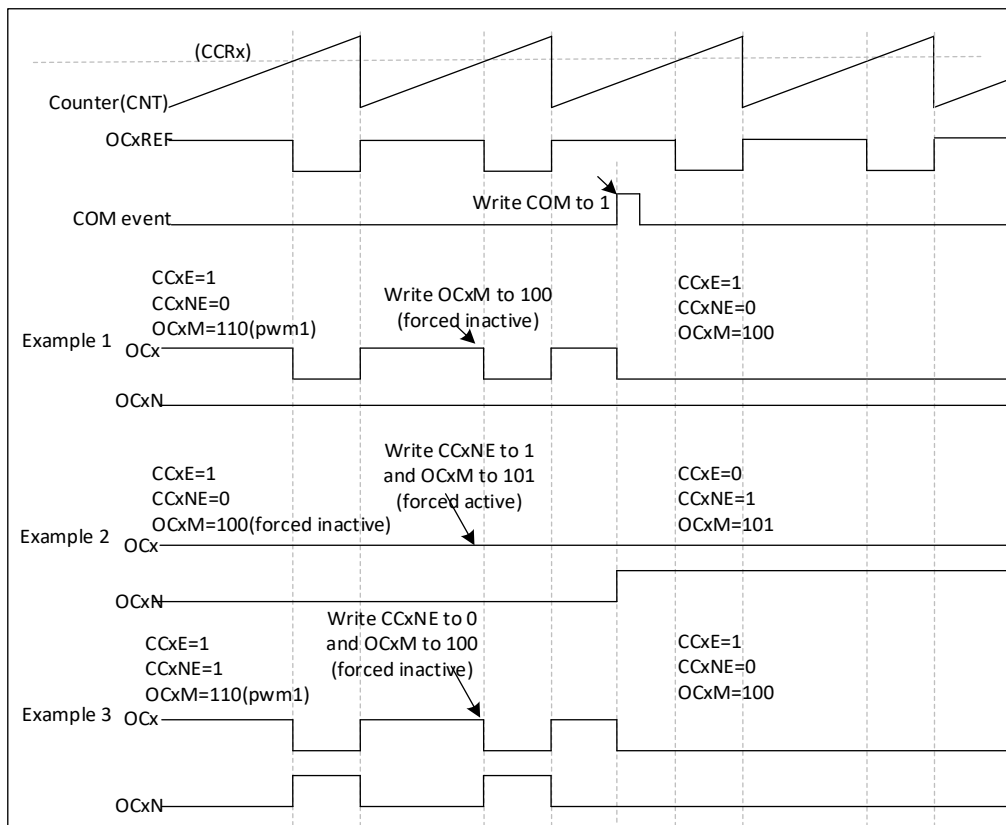 (CCRx)
Counter(CNT)
OCxREF
Write COM to 1
COM event
CCxE=1
CCxNE=0
OCxM=110(pwm1)
Write OCxM to 100
(forced inactive)
CCxE=1
CCxNE=0
OCxM=100
Example 1
OCx
OCxN
CCxE=1
CCxNE=0
OCxM=100(forced inactive)
Write CCxNE to 1
and OCxM to 101
(forced active)
CCxE=0
CCxNE=1
OCxM=101
Example 2
OCx
OCxN
CCxE=1
CCxNE=1
OCxM=110(pwm1)
Write CCxNE to 0
and OCxM to 100
(forced inactive)
CCxE=1
CCxNE=0
OCxM=100
Example 3
OCx
OCxN